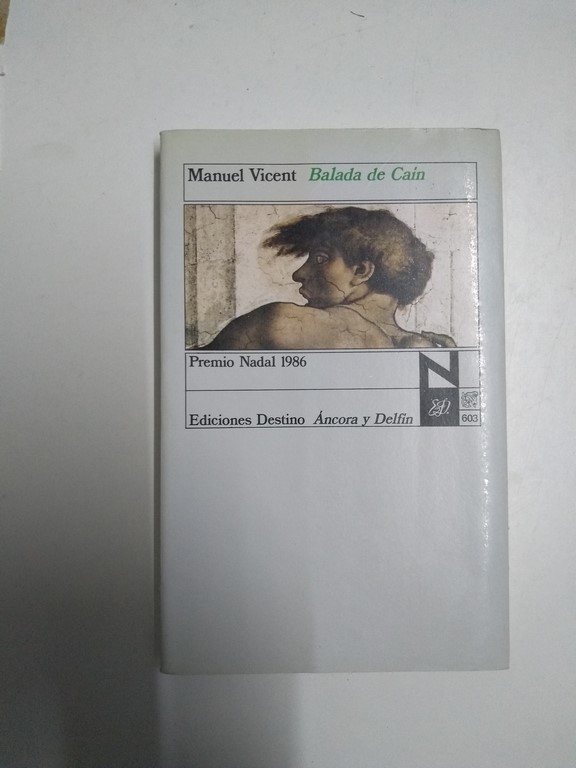 Manuel Vicent Balada de Caín
Premio Nadal 1986
N
Ediciones Destino Áncora y Delfín
E.D.
603